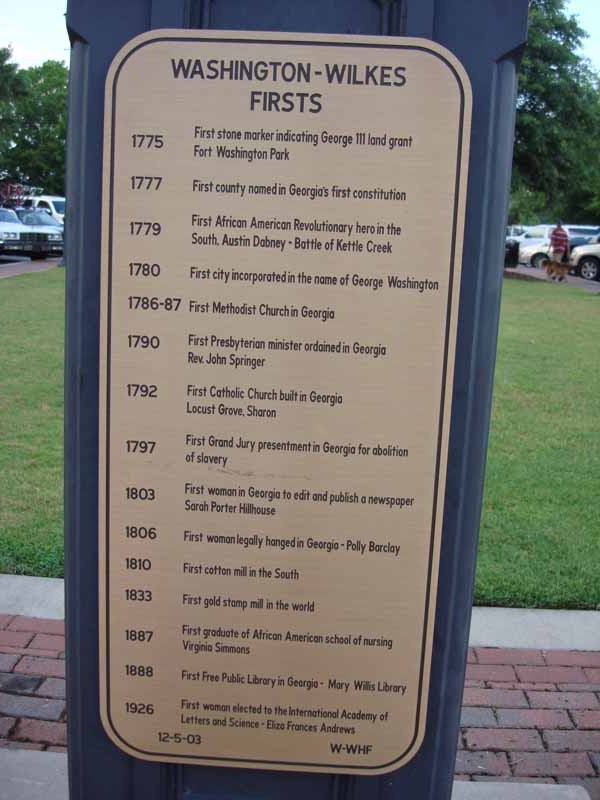 WASHINGTON-WILKES
FIRSTS
1775 First stone marker indicating George 111 land grant
Fort Washington Park
1777 First county named in Georgia's first constitution
1779 First African American Revolutionary hero in the
South, Austin Dabney - Battle of Kettle Creek
1780 First city incorporated in the name of George Washington
1786-87 First Methodist Church in Georgia
1790 First Presbyterian minister ordained in Georgia
Rev. John Springer
1792 First Catholic Church built in Georgia
Locust Grove, Sharon
1797 First Grand Jury presentment in Georgia for abolition
of slavery
1803 First woman in Georgia to edit and publish a newspaper
Sarah Porter Hillhouse
1806 First woman legally hanged in Georgia - Polly Barclay
1810 First cotton mill in the South
1833 First gold stamp mill in the world
1887 First graduate of African American school of nursing
Virginia Simmons
1888 First Free Public Library in Georgia - Mary Willis Library
1926 First woman elected to the International Academy of
Letters and Science - Eliza Frances Andrews
12-5-03 W-WHF